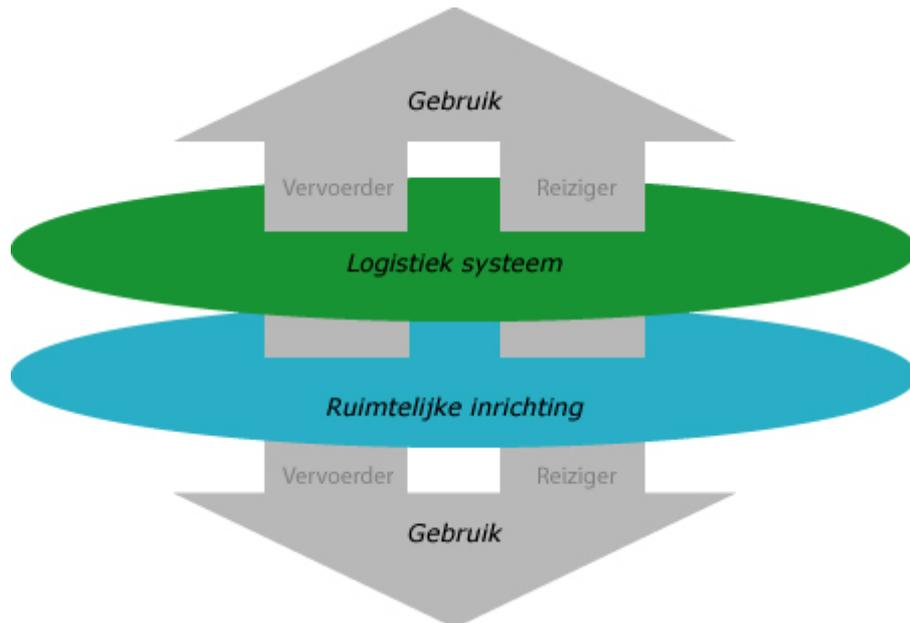 Gebruik
Vervoerder Reiziger
Logistiek systeem
Ruimtelijke inrichting
Vervoerder Reiziger
Gebruik